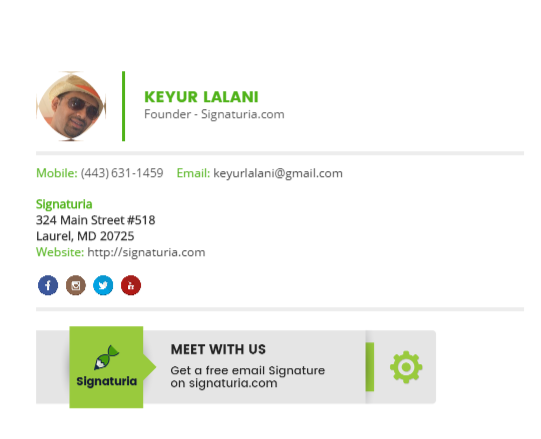 KEYUR LALANI
Founder - Signaturia.com
Mobile: (443) 631-1459 Email: keyurlalani@gmail.com
Signaturia
324 Main Street #518
Laurel, MD 20725
Website: http://signaturia.com
Signaturia
MEET WITH US
Get a free email Signature
on signaturia.com